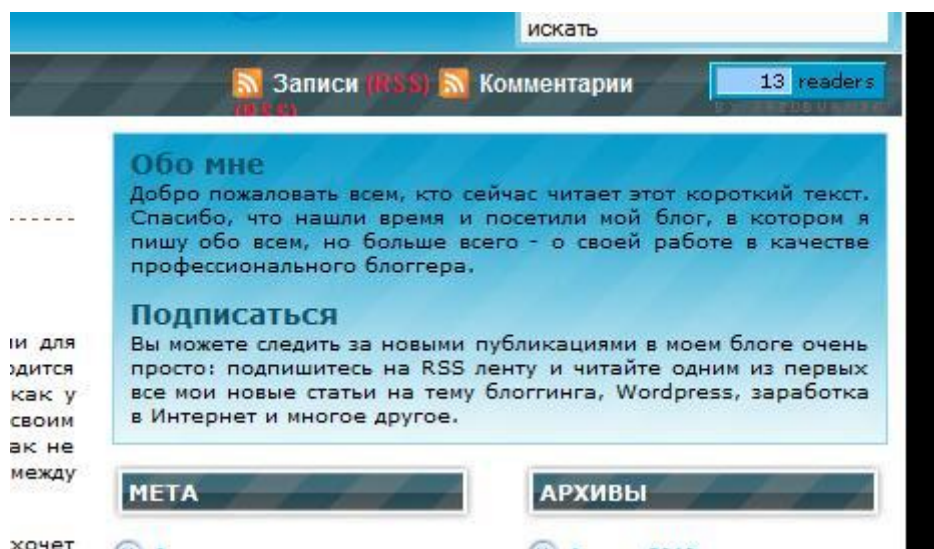 искать
Записи (RSS) Комментарии
(RSS)
13 readers
BY FEEDBURNER
Обо мне
Добро пожаловать всем, кто сейчас читает этот короткий текст.
Спасибо, что нашли время и посетили мой блог, в котором я
пишу обо всем, но больше всего - о своей работе в качестве
профессионального блоггера.
Подписаться
Вы можете следить за новыми публикациями в моем блоге очень
просто: подпишитесь на RSS ленту и читайте одним из первых
все мои новые статьи на тему блоггинга, Wordpress, заработка
в Интернет и многое другое.
для
как у
своим
не
между
хочет
МЕТА
АРХИВЫ